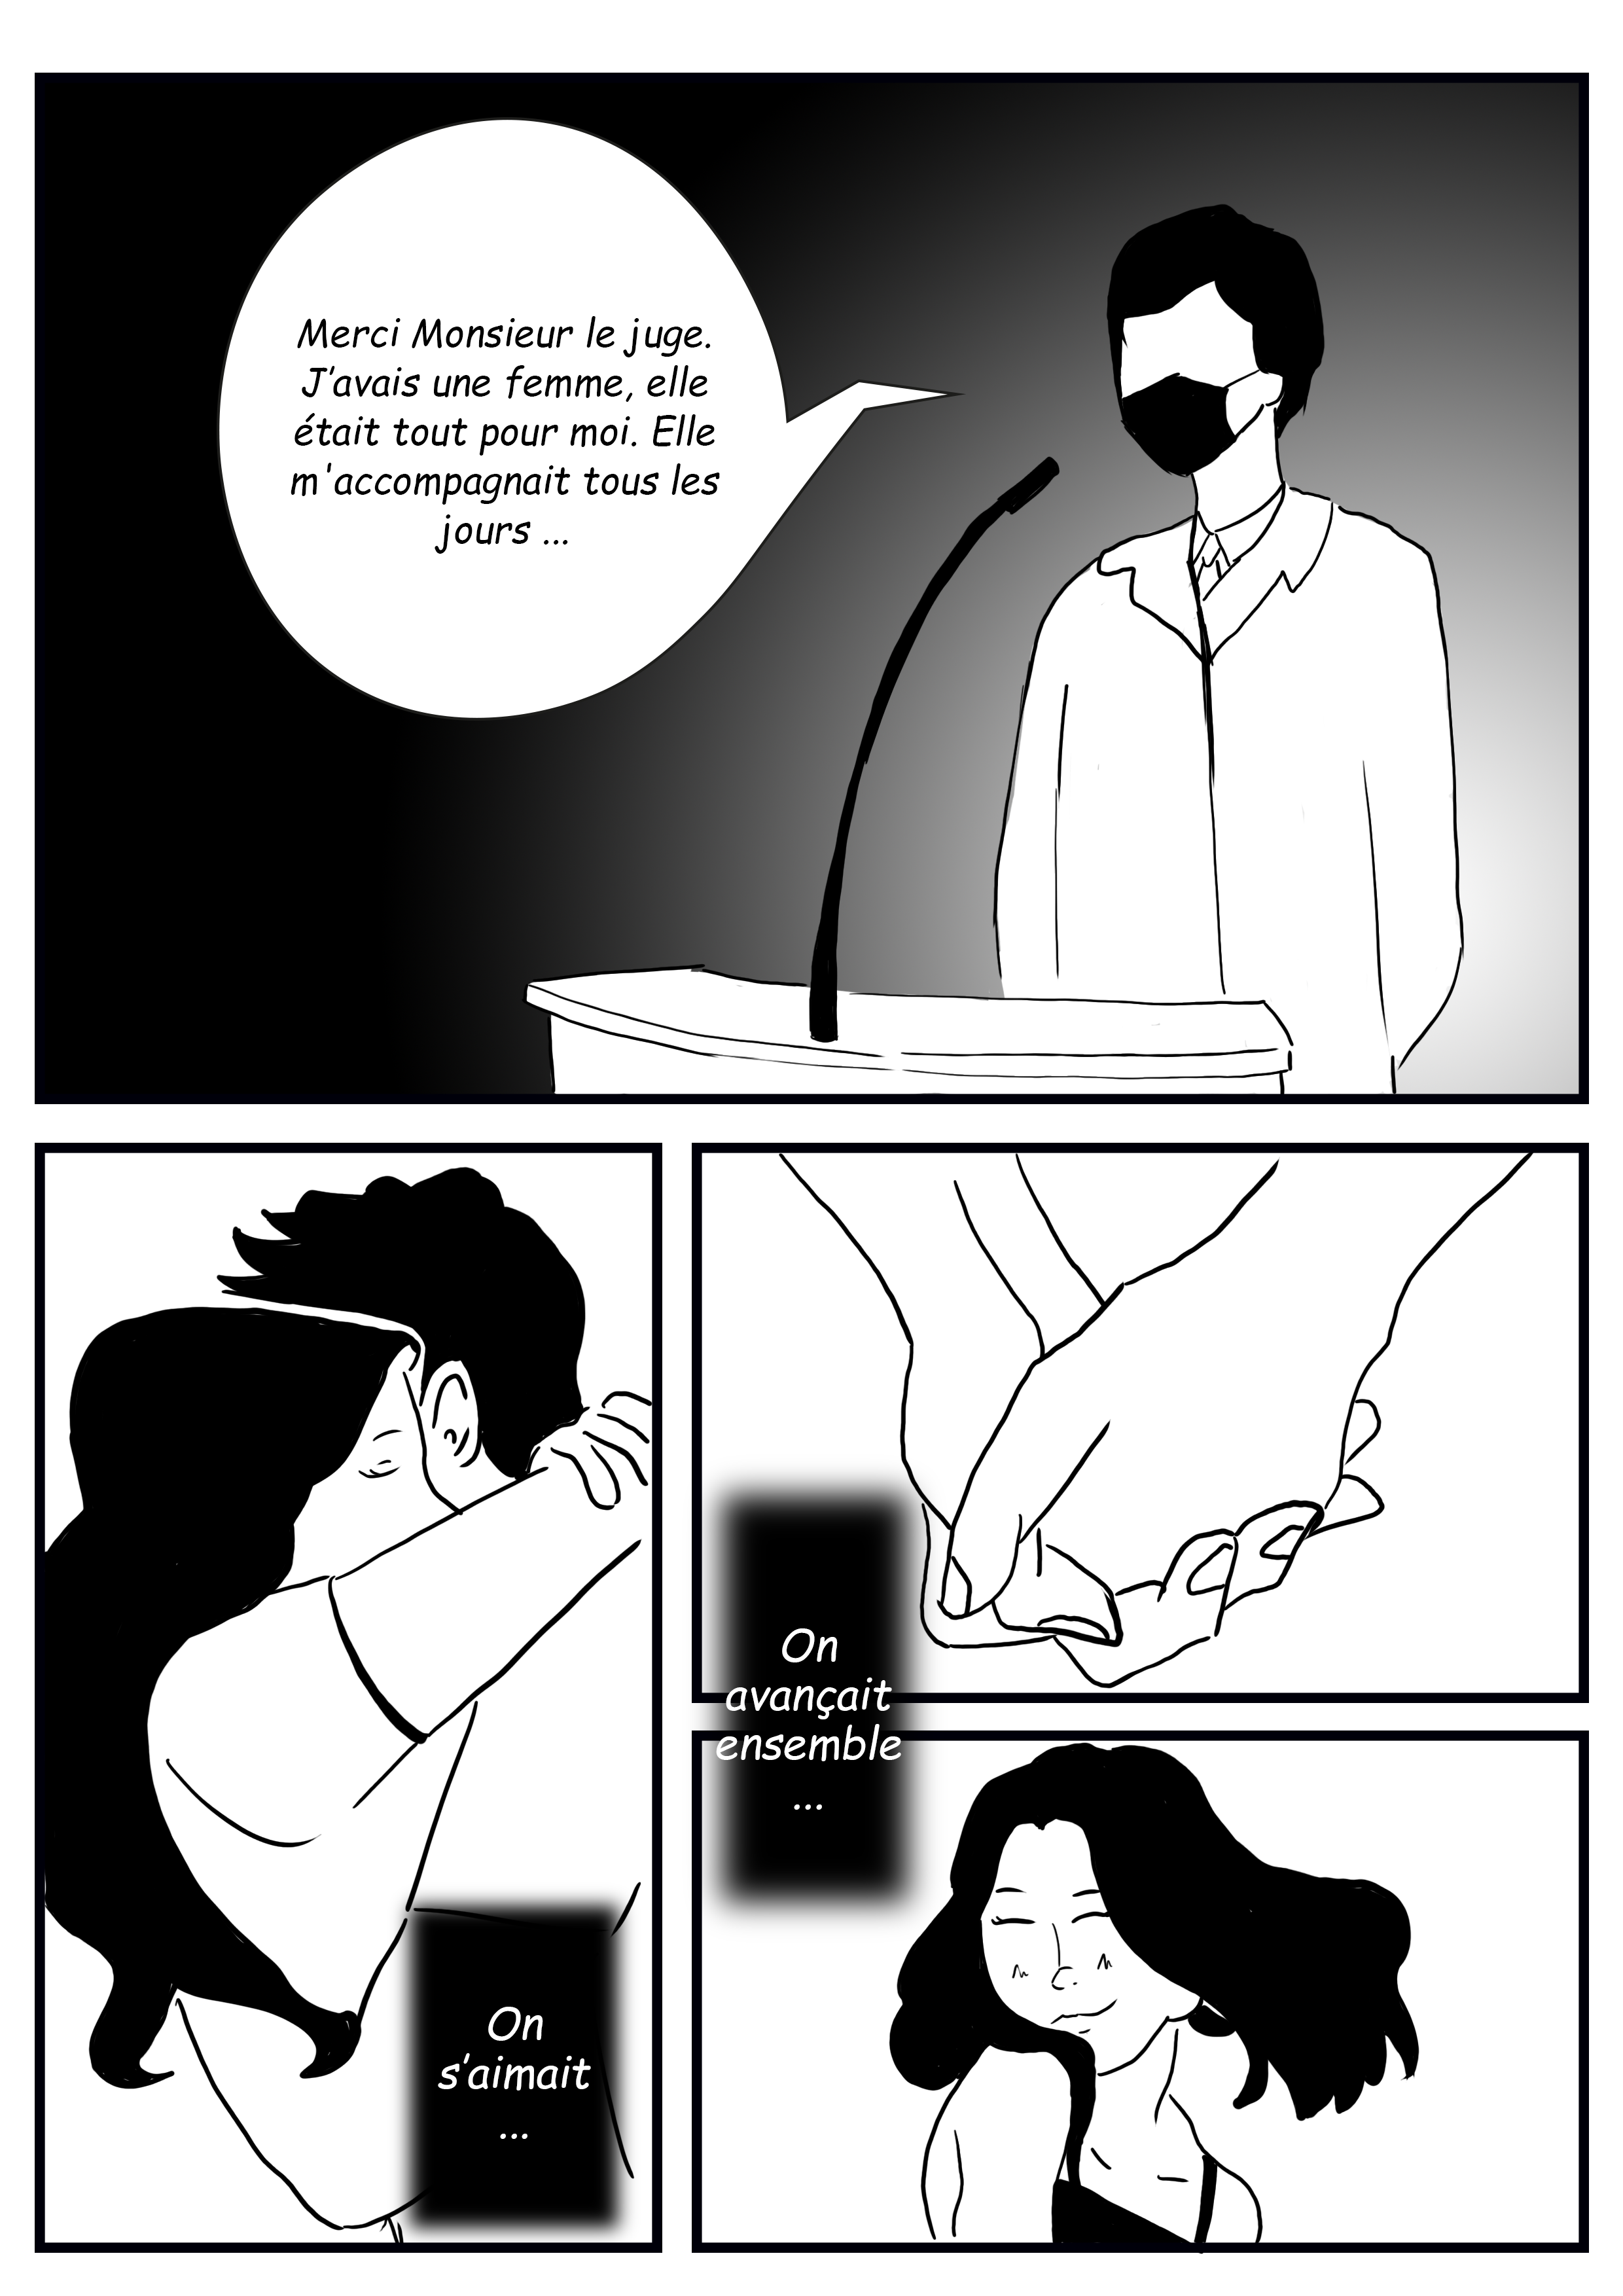 Merci Monsieur le juge.
J'avais une femme, elle
était tout pour moi. Elle
m'accompagnait tous les
jours ...
On
s'aimait
...
On
avançait
ensemble
...